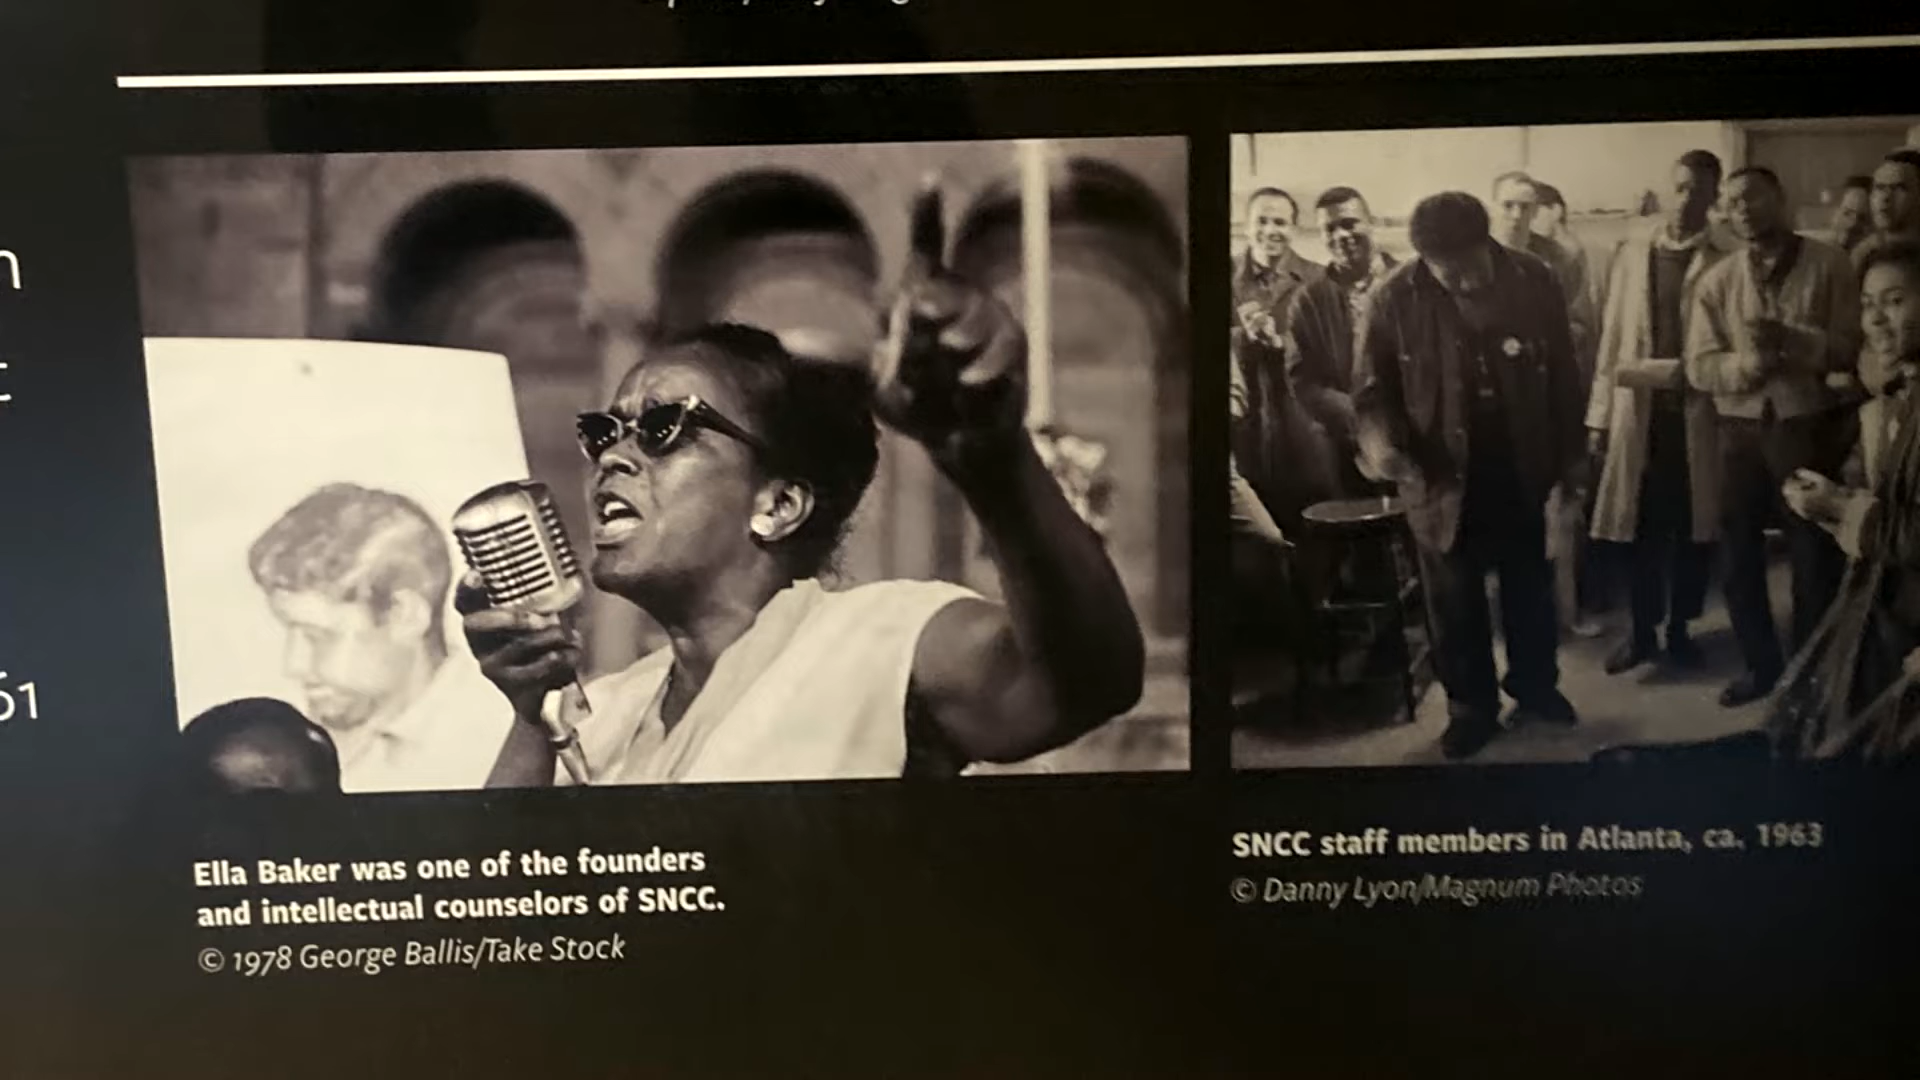 Ella Baker was one of the founders
and intellectual counselors of SNCC.
© 1978 George Ballis/Take Stock
SNCC staff members in Atlanta, ca. 1963
© Danny Lyon/Magnum Photos